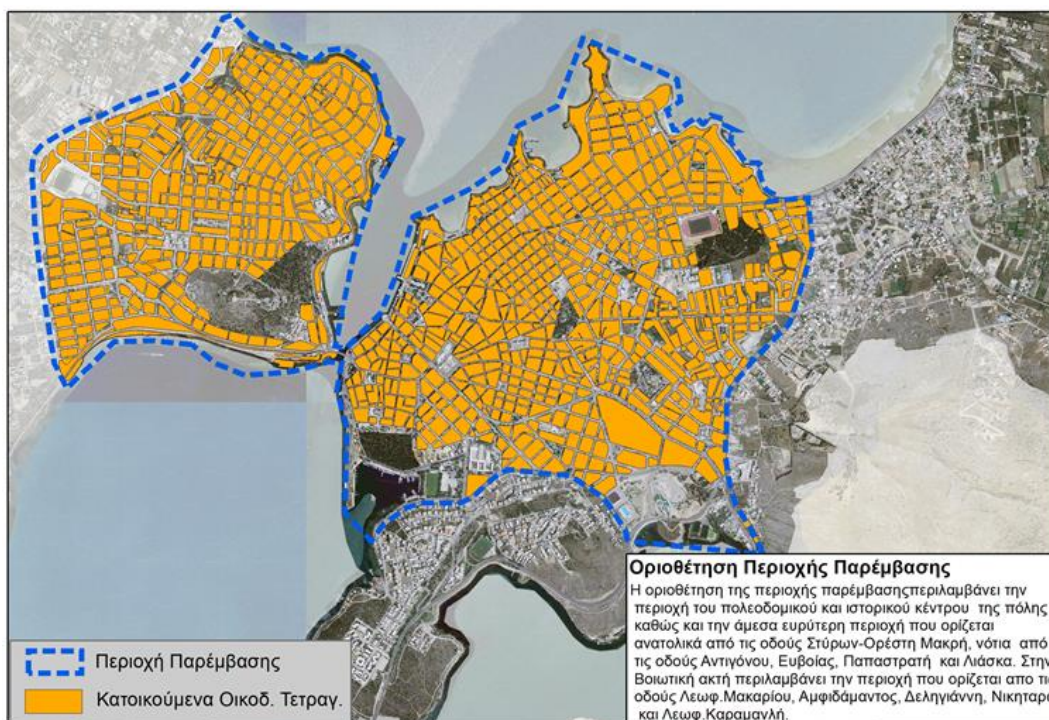 Οριοθέτηση Περιοχής Παρέμβασης
Η οριοθέτηση της περιοχής παρέμβασηςπεριλαμβάνει την
περιοχή του πολεοδομικού και ιστορικού κέντρου της πόλης
καθώς και την άμεσα ευρύτερη περιοχή που ορίζεται
ανατολικά από τις οδούς Στύρων-Ορέστη Μακρή, νότια από
τις οδούς Αντιγόνου, Ευβοίας, Παπαστρατή και Λιάσκα. Στην
Βοιωτική ακτή περιλαμβάνει την περιοχή που ορίζεται απο τις
οδούς Λεωφ.Μακαρίου, Αμφιδάμαντος, Δεληγιάννη, Νικηταρά
και Λεωφ.Καραμανλή.
Περιοχή Παρέμβασης
Κατοικούμενα Οικοδ. Τετραγ.